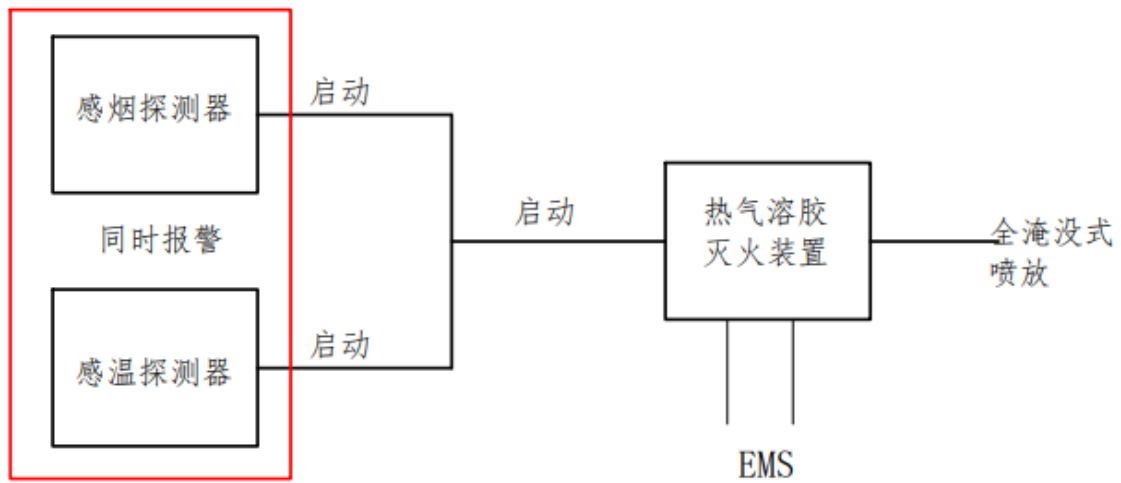 感烟探测器
启动
同时报警
启动
热气溶胶
灭火装置
全淹没式
喷放
感温探测器
启动
EMS